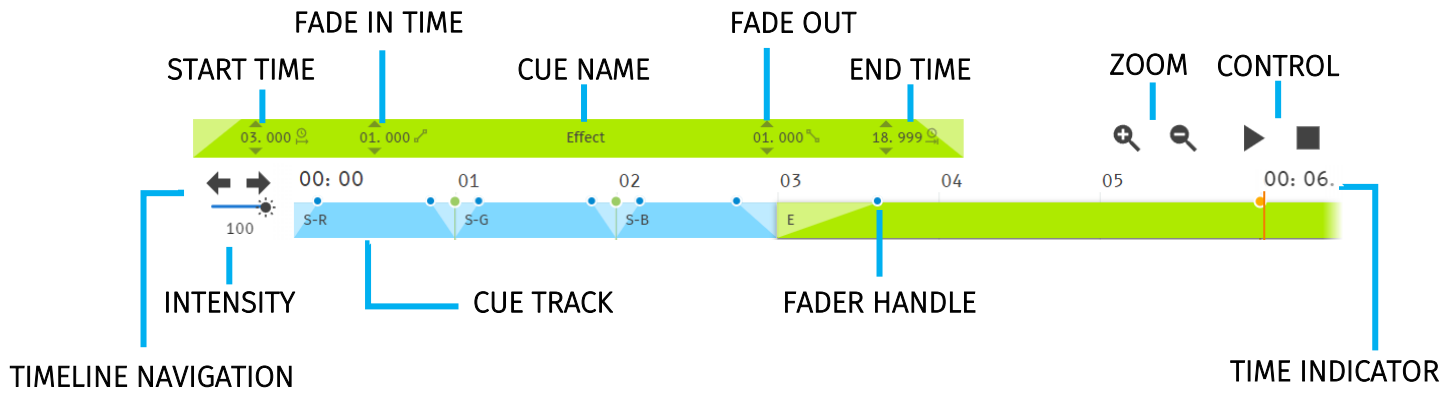 FADE IN TIME
FADE OUT
START TIME
CUE NAME
END TIME
ZOOM
CONTROL
03. 000
01. 000
Effect
01. 000
18. 999
00: 00
01
02
03
04
05
00: 06.
S-R
S-G
S-B
E
100
INTENSITY
CUE TRACK
FADER HANDLE
TIMELINE NAVIGATION
TIME INDICATOR